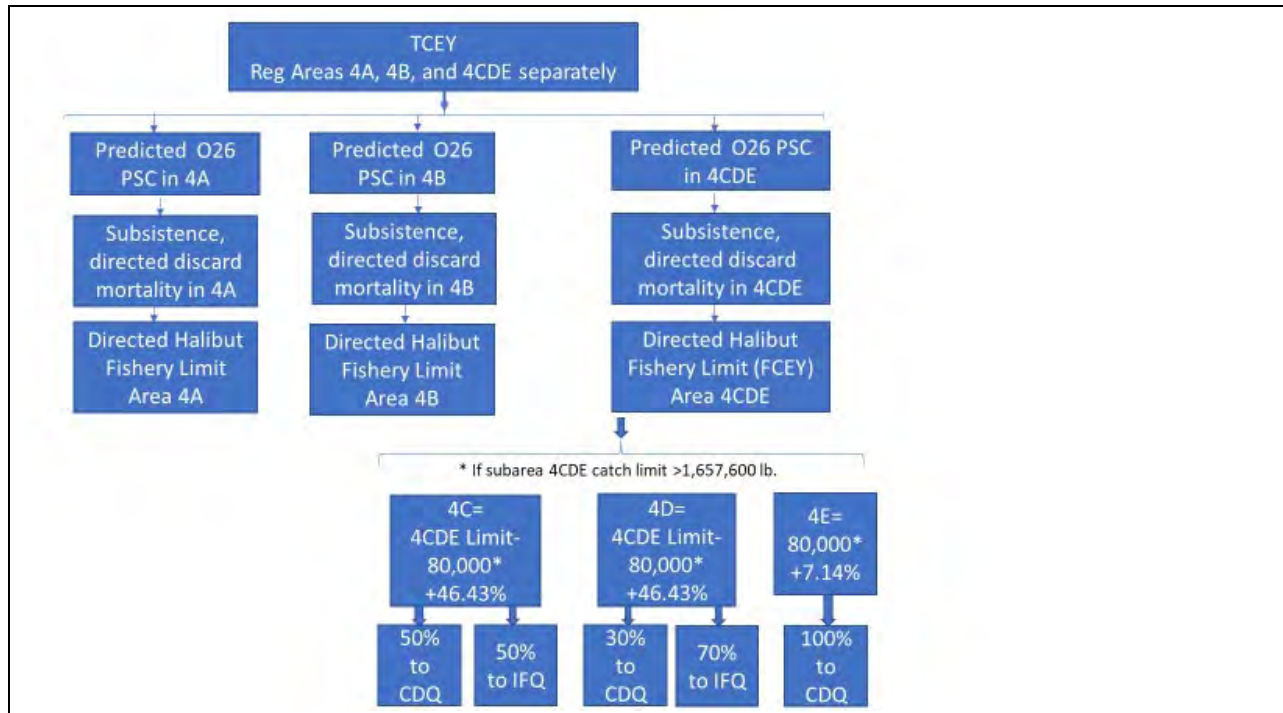 TCEY
Reg Areas 4A, 4B, and 4CDE separately
Predicted O26
PSC in 4A
Predicted O26
PSC in 4B
Predicted O26 PSC
in 4CDE
Subsistence,
directed discard
mortality in 4A
Subsistence,
directed discard
mortality in 4B
Subsistence,
directed discard
mortality in 4CDE
Directed Halibut
Fishery Limit
Area 4A
Directed Halibut
Fishery Limit
Area 4B
Directed Halibut
Fishery Limit (FCEY)
Area 4CDE
* If subarea 4CDE catch limit >1,657,600 lb.
4C=
4CDE Limit-
80,000*
+46.43%
4D=
4CDE Limit-
80,000*
+46.43%
4E=
80,000*
+7.14%
50%
to
CDQ
50%
to IFQ
30%
to
CDQ
70%
to IFQ
100%
to
CDQ